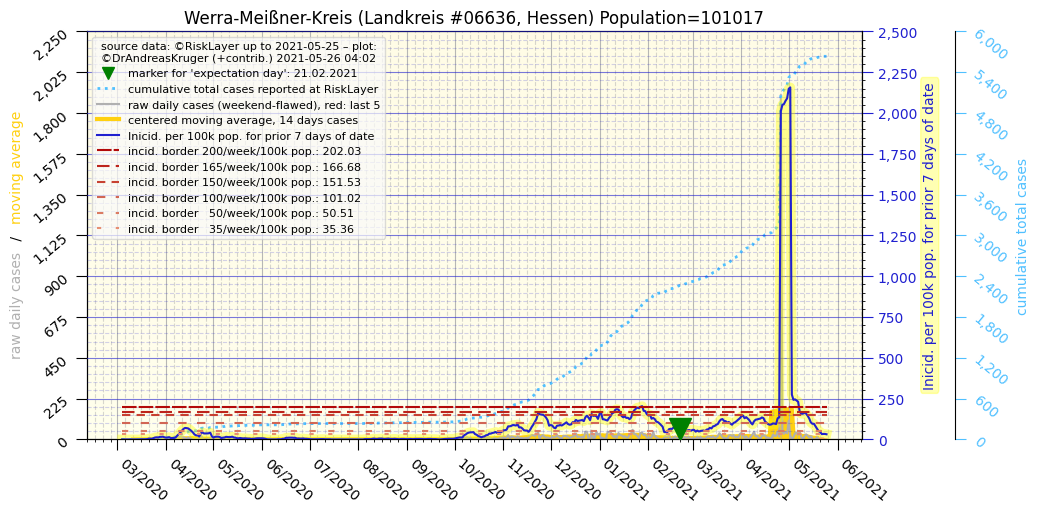 Werra-Meißner-Kreis (Landkreis #06636, Hessen) Population=101017
source data: ©RiskLayer up to 2021-05-25 – plot:
©DrAndreasKruger (+contrib.) 2021-05-26 04:02
marker for 'expectation day': 21.02.2021
cumulative total cases reported at RiskLayer
raw daily cases (weekend-flawed), red: last 5
centered moving average, 14 days cases
Inicid. per 100k pop. for prior 7 days of date
incid. border 200/week/100k pop.: 202.03
incid. border 165/week/100k pop.: 166.68
incid. border 150/week/100k pop.: 151.53
incid. border 100/week/100k pop.: 101.02
incid. border   50/week/100k pop.: 50.51
incid. border   35/week/100k pop.: 35.36
raw daily cases / moving average
2,250
2,025
1,800
1,575
1,350
1,125
900
675
450
225
0
2,500
2,250
2,000
1,750
1,500
1,250
1,000
750
500
250
0
Inicid. per 100k pop. for prior 7 days of date
6,000
5,400
4,800
4,200
3,600
3,000
2,400
1,800
1,200
600
0
cumulative total cases
03/2020
04/2020
05/2020
06/2020
07/2020
08/2020
09/2020
10/2020
11/2020
12/2020
01/2021
02/2021
03/2021
04/2021
05/2021
06/2021